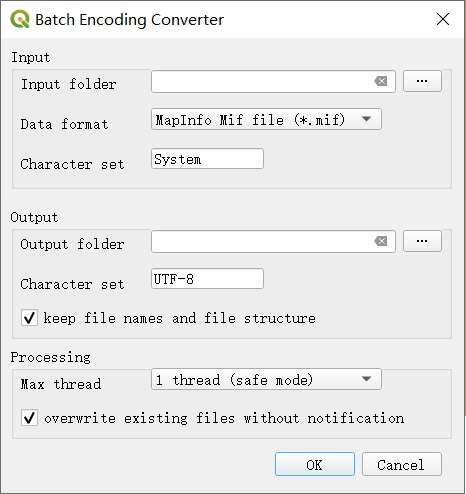 Batch Encoding Converter
Input
Input folder
...
Data format MapInfo Mif file (*.mif)
Character set System
Output
Output folder
...
Character set UTF-8
keep file names and file structure
Processing
Max thread 1 thread (safe mode)
overwrite existing files without notification
OK Cancel